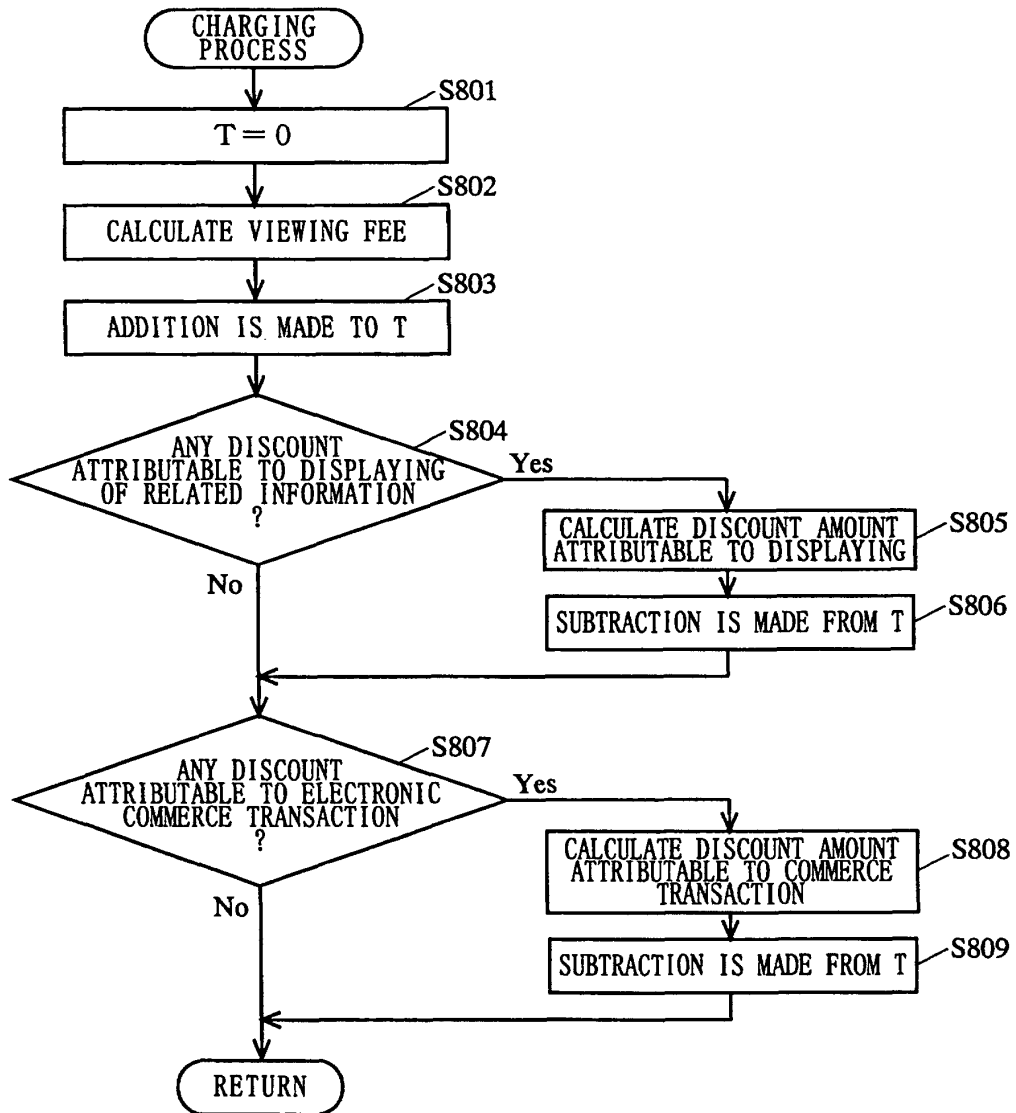 CHARGING
PROCESS
S801
T = 0
S802
CALCULATE VIEWING FEE
S803
ADDITION IS MADE TO T
S804
ANY DISCOUNT
ATTRIBUTABLE TO DISPLAYING
OF RELATED INFORMATION
?
Yes
No
S805
CALCULATE DISCOUNT AMOUNT
ATTRIBUTABLE TO DISPLAYING
S806
SUBTRACTION IS MADE FROM T
S807
ANY DISCOUNT
ATTRIBUTABLE TO ELECTRONIC
COMMERCE TRANSACTION
?
Yes
No
S808
CALCULATE DISCOUNT AMOUNT
ATTRIBUTABLE TO COMMERCE
TRANSACTION
S809
SUBTRACTION IS MADE FROM T
RETURN